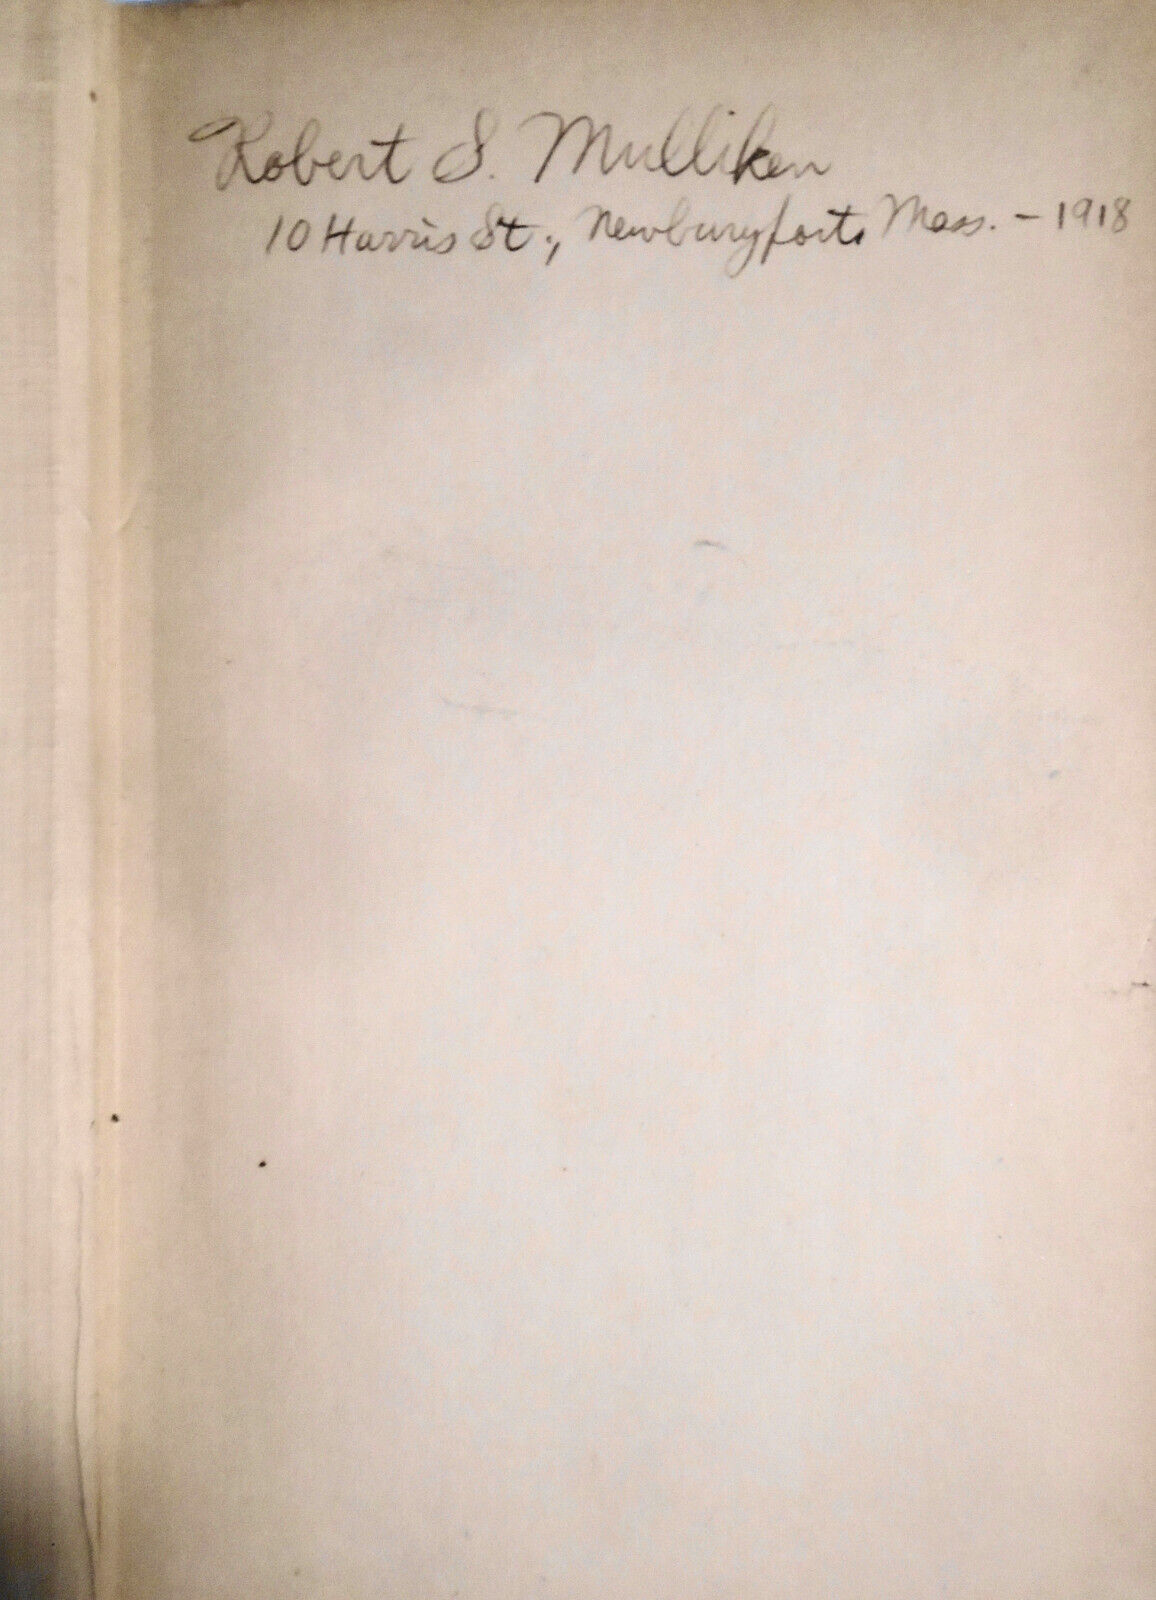 Robert S. Mulliken
10 Harris St., Newburyport, Mass. - 1918